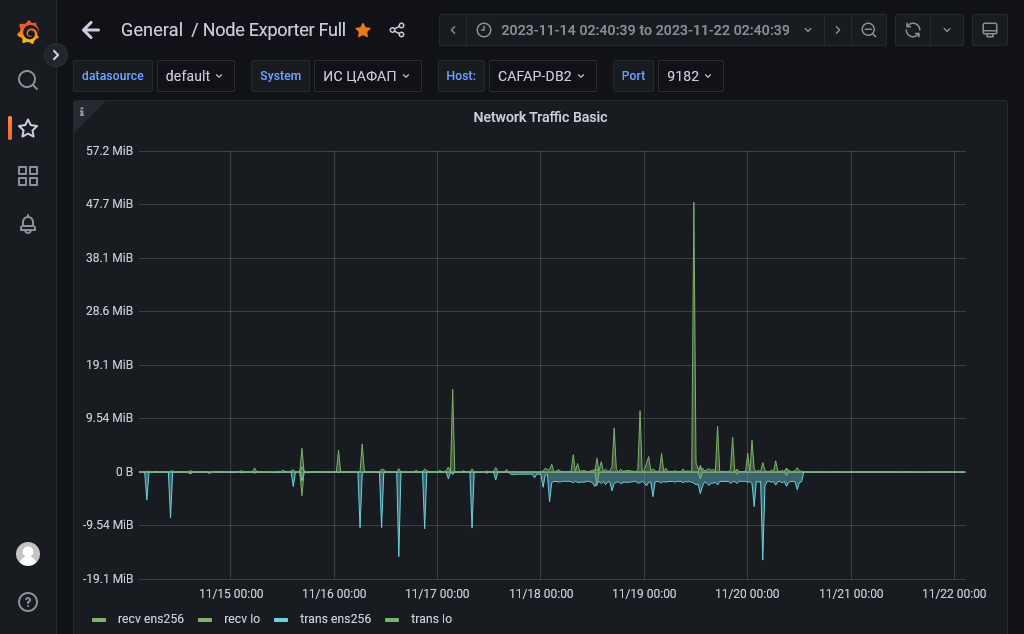 General / Node Exporter Full
2023-11-14 02:40:39 to 2023-11-22 02:40:39
datasource default System ИС ЦАФАП Host: CAFAP-DB2 Port 9182
i
Network Traffic Basic
57.2 MiB
47.7 MiB
38.1 MiB
28.6 MiB
19.1 MiB
9.54 MiB
0 B
-9.54 MiB
-19.1 MiB
11/15 00:00 11/16 00:00 11/17 00:00 11/18 00:00 11/19 00:00 11/20 00:00 11/21 00:00 11/22 00:00
recv ens256 recv lo trans ens256 trans lo